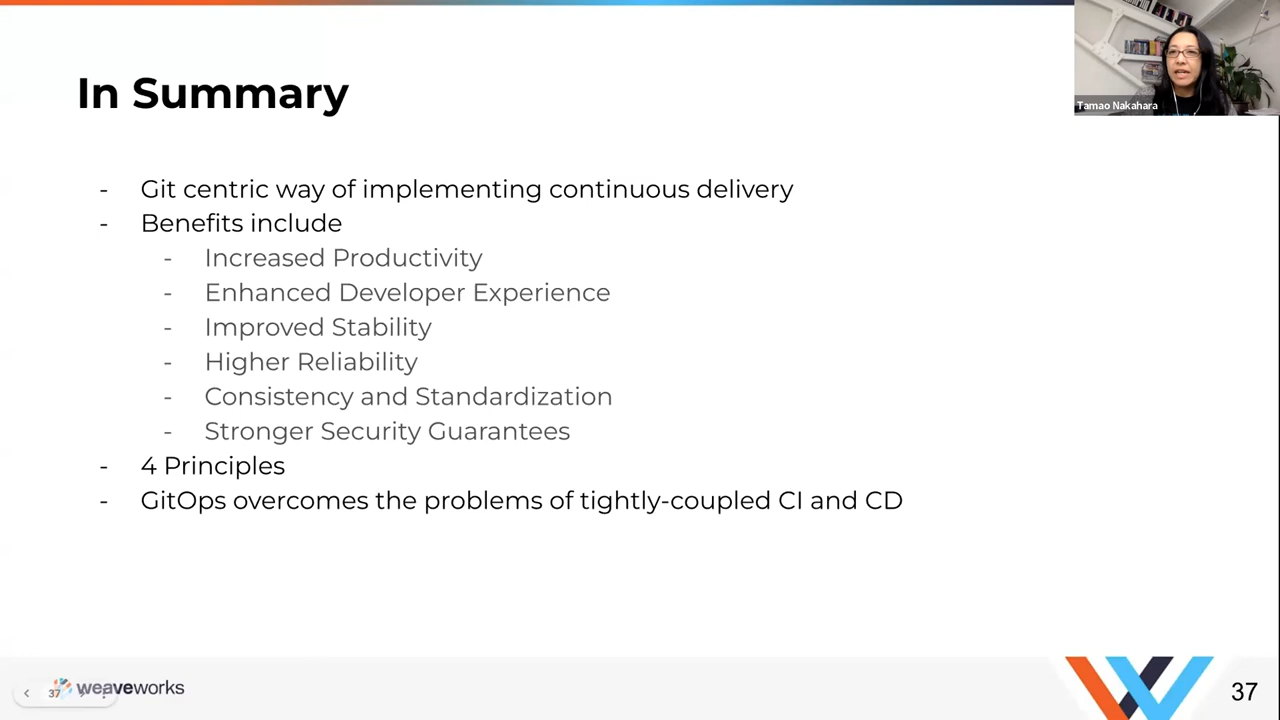 In Summary
Tamao Nakahara
- Git centric way of implementing continuous delivery
- Benefits include
- Increased Productivity
- Enhanced Developer Experience
- Improved Stability
- Higher Reliability
- Consistency and Standardization
- Stronger Security Guarantees
- 4 Principles
- GitOps overcomes the problems of tightly-coupled CI and CD
37
weaveworks
37